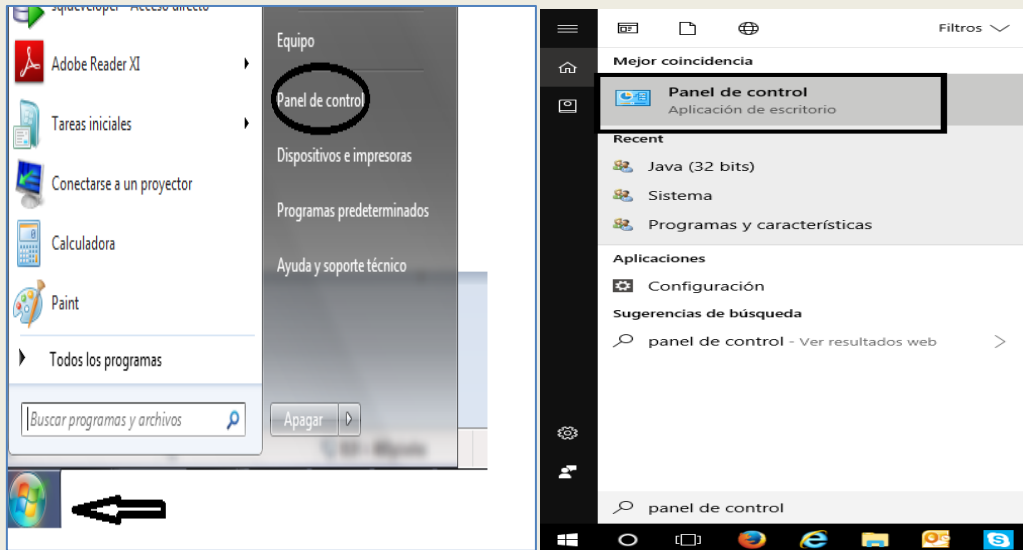 sqldeveloper - Acceso directo
Adobe Reader XI
Tareas iniciales
Conectarse a un proyector
Calculadora
Paint
Todos los programas
Buscar programas y archivos
Equipo
Panel de control
Dispositivos e impresoras
Programas predeterminados
Ayuda y soporte técnico
Apagar
Filtros
Mejor coincidencia
Panel de control
Aplicación de escritorio
Recent
Java (32 bits)
Sistema
Programas y características
Aplicaciones
Configuración
Sugerencias de búsqueda
panel de control - Ver resultados web
panel de control